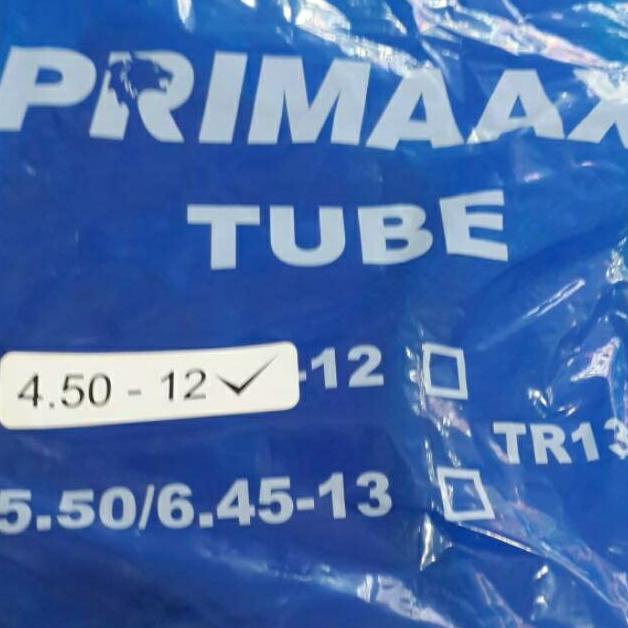 PRIMAAX
TUBE
4.50 - 12✓ -12
TR13
5.50/6.45-13